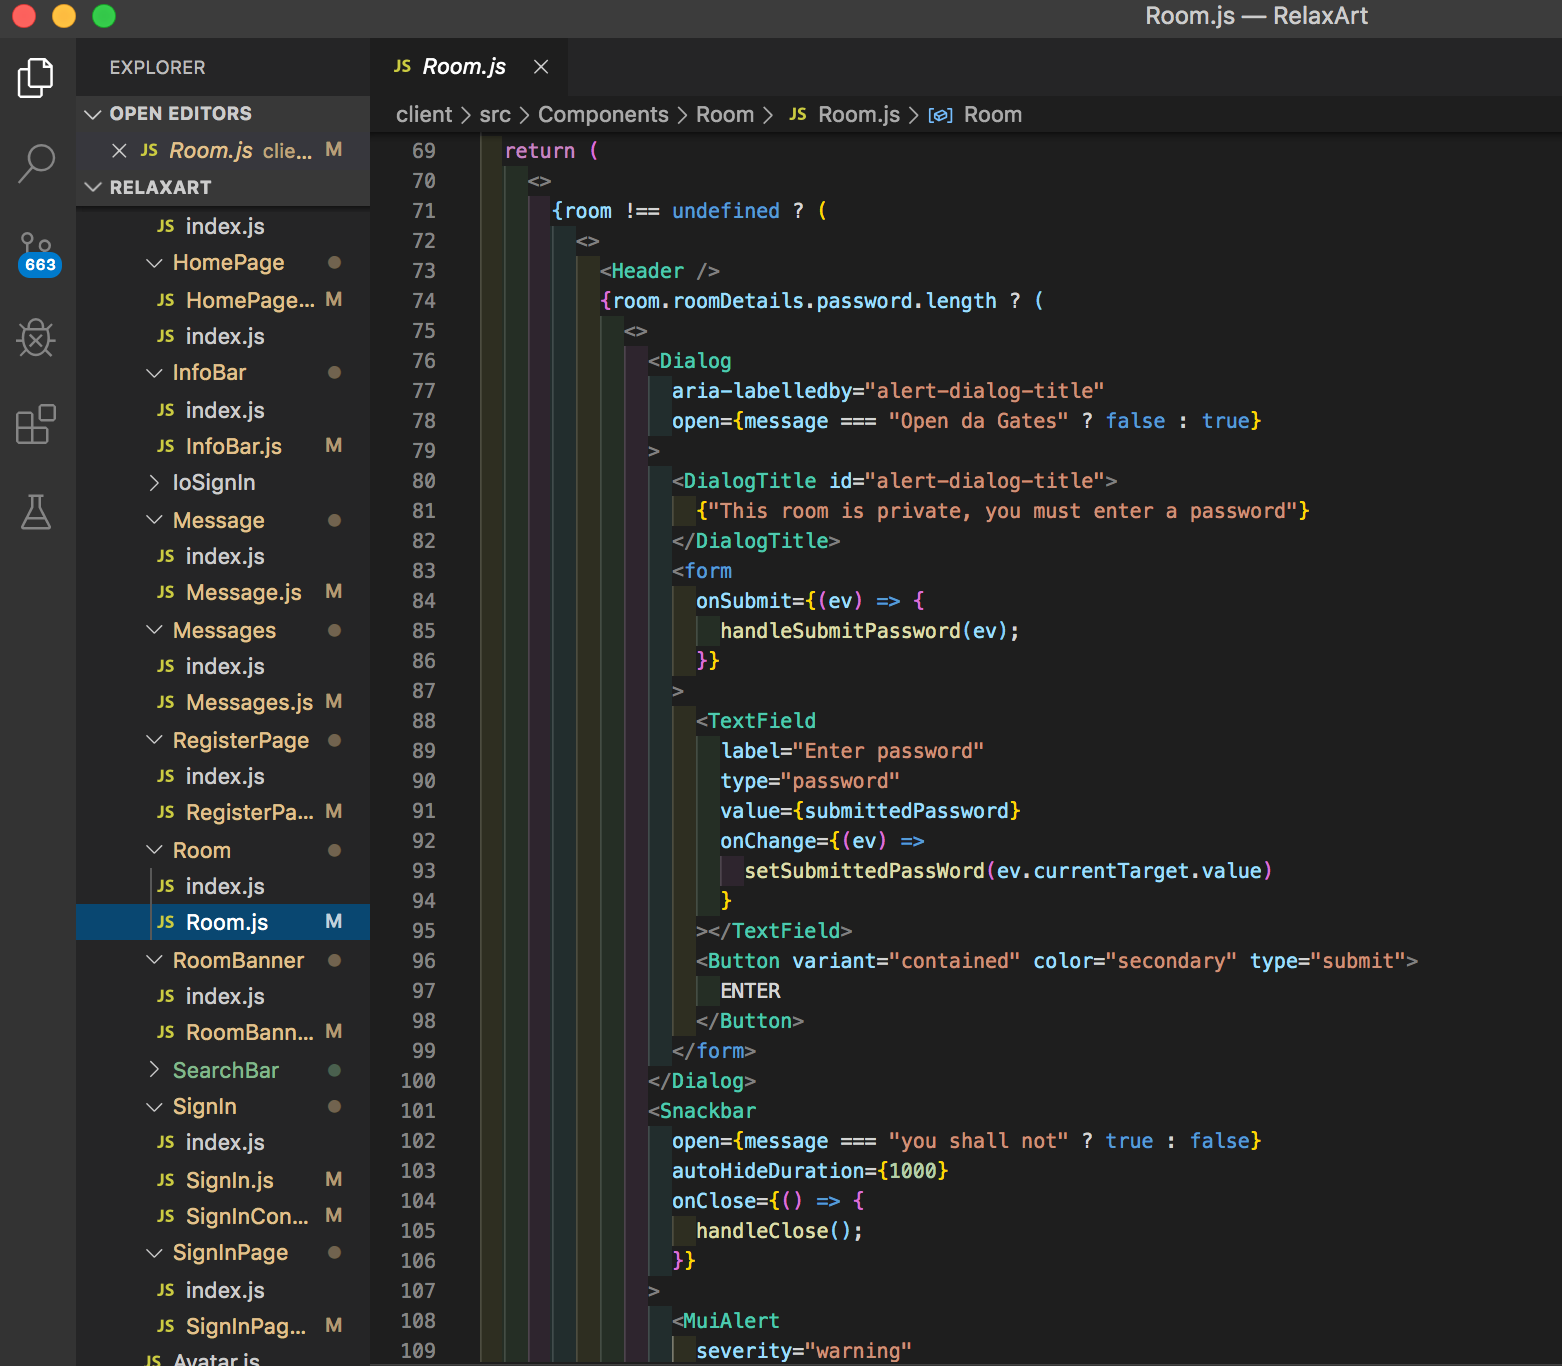 Room.js — RelaxArt
EXPLORER
OPEN EDITORS
JS Room.js clie... M
RELAXART
JS index.js
HomePage
JS HomePage... M
JS index.js
InfoBar
JS index.js
JS InfoBar.js M
IoSignIn
Message
JS index.js
JS Message.js M
Messages
JS index.js
JS Messages.js M
RegisterPage
JS index.js
JS RegisterPa... M
Room
JS index.js
JS Room.js M
RoomBanner
JS index.js
JS RoomBann... M
SearchBar
SignIn
JS index.js
JS SignIn.js M
JS SignInCon... M
SignInPage
JS index.js
JS SignInPag... M
JS Avatar.js
663
JS Room.js
client > src > Components > Room > JS Room.js > Room
69 return (
70 <>
71 {room !== undefined ? (
72 <>
73 <Header />
74 {room.roomDetails.password.length ? (
75 <>
76 <Dialog
77 aria-labelledby="alert-dialog-title"
78 open={message === "Open da Gates" ? false : true}
79 >
80 <DialogTitle id="alert-dialog-title">
81 {"This room is private, you must enter a password"}
82 </DialogTitle>
83 <form
84 onSubmit={(ev) => {
85 handleSubmitPassword(ev);
86 }}
87 >
88 <TextField
89 label="Enter password"
90 type="password"
91 value={submittedPassword}
92 onChange={(ev) =>
93 setSubmittedPassWord(ev.currentTarget.value)
94 }
95 ></TextField>
96 <Button variant="contained" color="secondary" type="submit">
97 ENTER
98 </Button>
99 </form>
100 </Dialog>
101 <Snackbar
102 open={message === "you shall not" ? true : false}
103 autoHideDuration={1000}
104 onClose={() => {
105 handleClose();
106 }}
107 >
108 <MuiAlert
109 severity="warning"